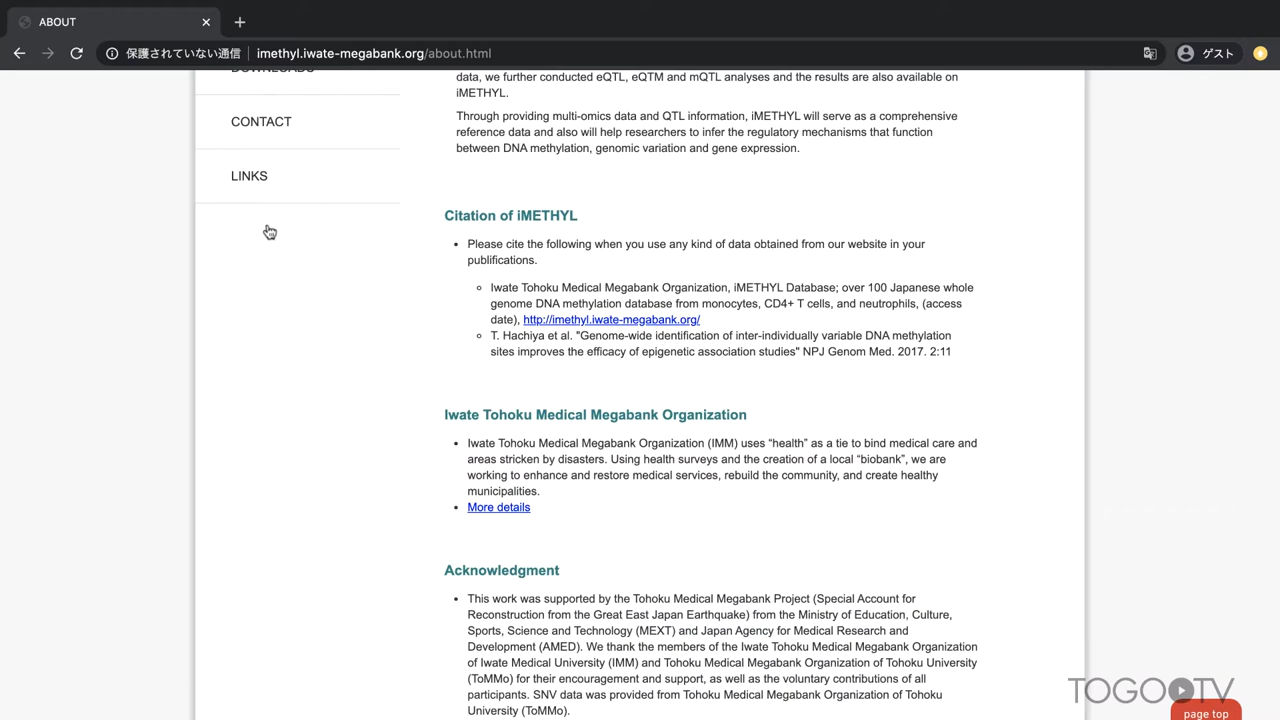 ABOUT
保護されていない通信 imethyl.iwate-megabank.org/about.html
ゲスト
DOWNLOADS
CONTACT
LINKS
data, we further conducted eQTL, eQTM and mQTL analyses and the results are also available on
iMETHYL.
Through providing multi-omics data and QTL information, iMETHYL will serve as a comprehensive
reference data and also will help researchers to infer the regulatory mechanisms that function
between DNA methylation, genomic variation and gene expression.
Citation of iMETHYL
Please cite the following when you use any kind of data obtained from our website in your
publifications.
Iwate Tohoku Medical Megabank Organization, iMETHYL Database; over 100 Japanese whole
genome DNA methylation database from monocytes, CD4+ T cells, and neutrophils, (access
date), http://imethyl.iwate-megabank.org/
T. Hachiya et al. "Genome-wide identification of inter-individually variable DNA methylation
sites improves the efficacy of epigenetic association studies" NPJ Genom Med. 2017. 2:11
Iwate Tohoku Medical Megabank Organization
Iwate Tohoku Medical Megabank Organization (IMM) uses “health” as a tie to bind medical care and
areas stricken by disasters. Using health surveys and the creation of a local “biobank”, we are
working to enhance and restore medical services, rebuild the community, and create healthy
municipalities.
More details
Acknowledgment
This work was supported by the Tohoku Medical Megabank Project (Special Account for
Reconstruction from the Great East Japan Earthquake) from the Ministry of Education, Culture,
Sports, Science and Technology (MEXT) and Japan Agency for Medical Research and
Development (AMED). We thank the members of the Iwate Tohoku Medical Megabank Organization
of Iwate Medical University (IMM) and Tohoku Medical Megabank Organization of Tohoku University
(ToMMo) for their encouragement and support, as well as the voluntary contributions of all
participants. SNV data was provided from Tohoku Medical Megabank Organization of Tohoku
University (ToMMo).
TOGO TV
page top